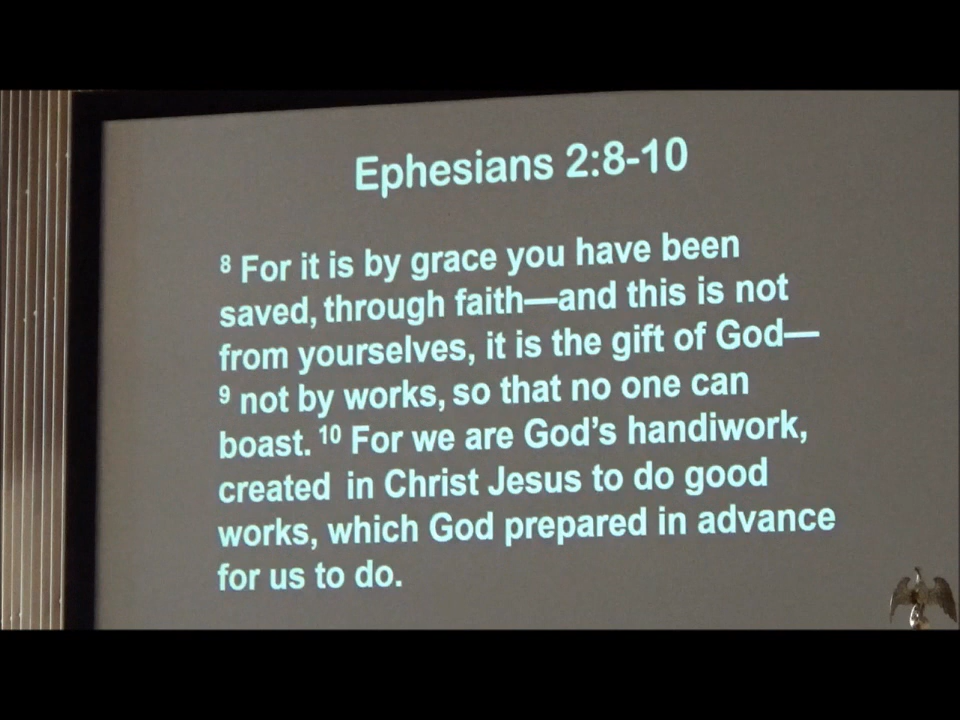 Ephesians 2:8-10
8 For it is by grace you have been
saved, through faith—and this is not
from yourselves, it is the gift of God—
9 not by works, so that no one can
boast. 10 For we are God's handiwork,
created in Christ Jesus to do good
works, which God prepared in advance
for us to do.